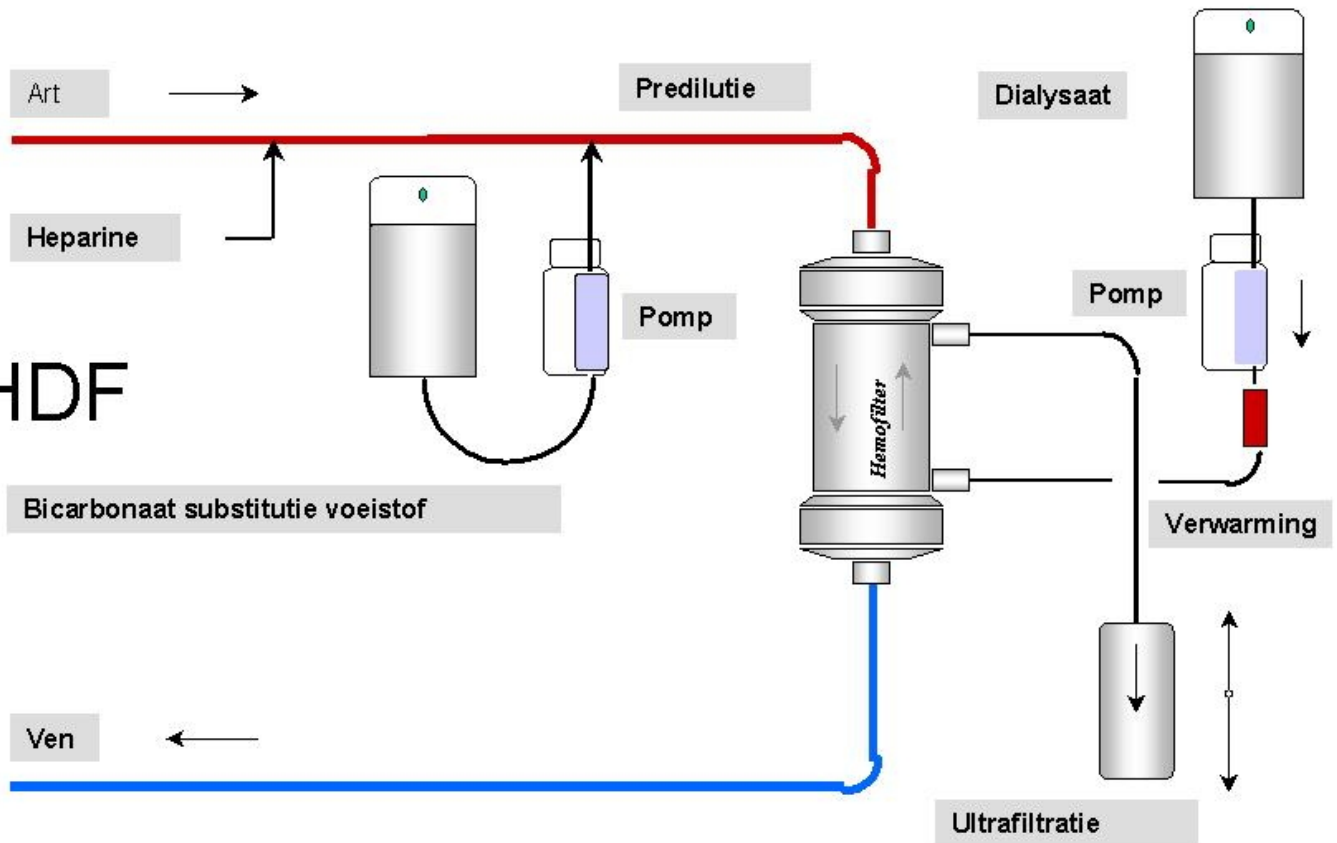 Art
Predilutie
Dialysaat
Heparine
Pomp
Pomp
HDF
Hemofilter
Bicarbonaat substitutie voeistof
Verwarming
Ven
Ultrafiltratie